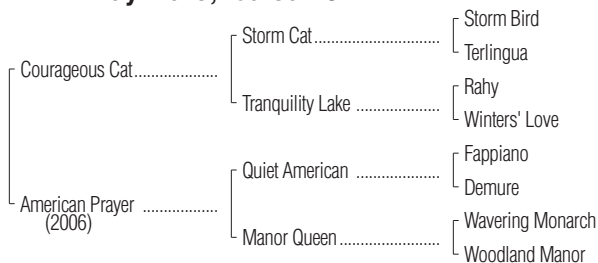 Storm Bird
Storm Cat
Terlingua
Courageous Cat
Rahy
Tranquility Lake
Winters' Love
Fappiano
Quiet American
Demure
American Prayer
(2006)
Wavering Monarch
Manor Queen
Woodland Manor